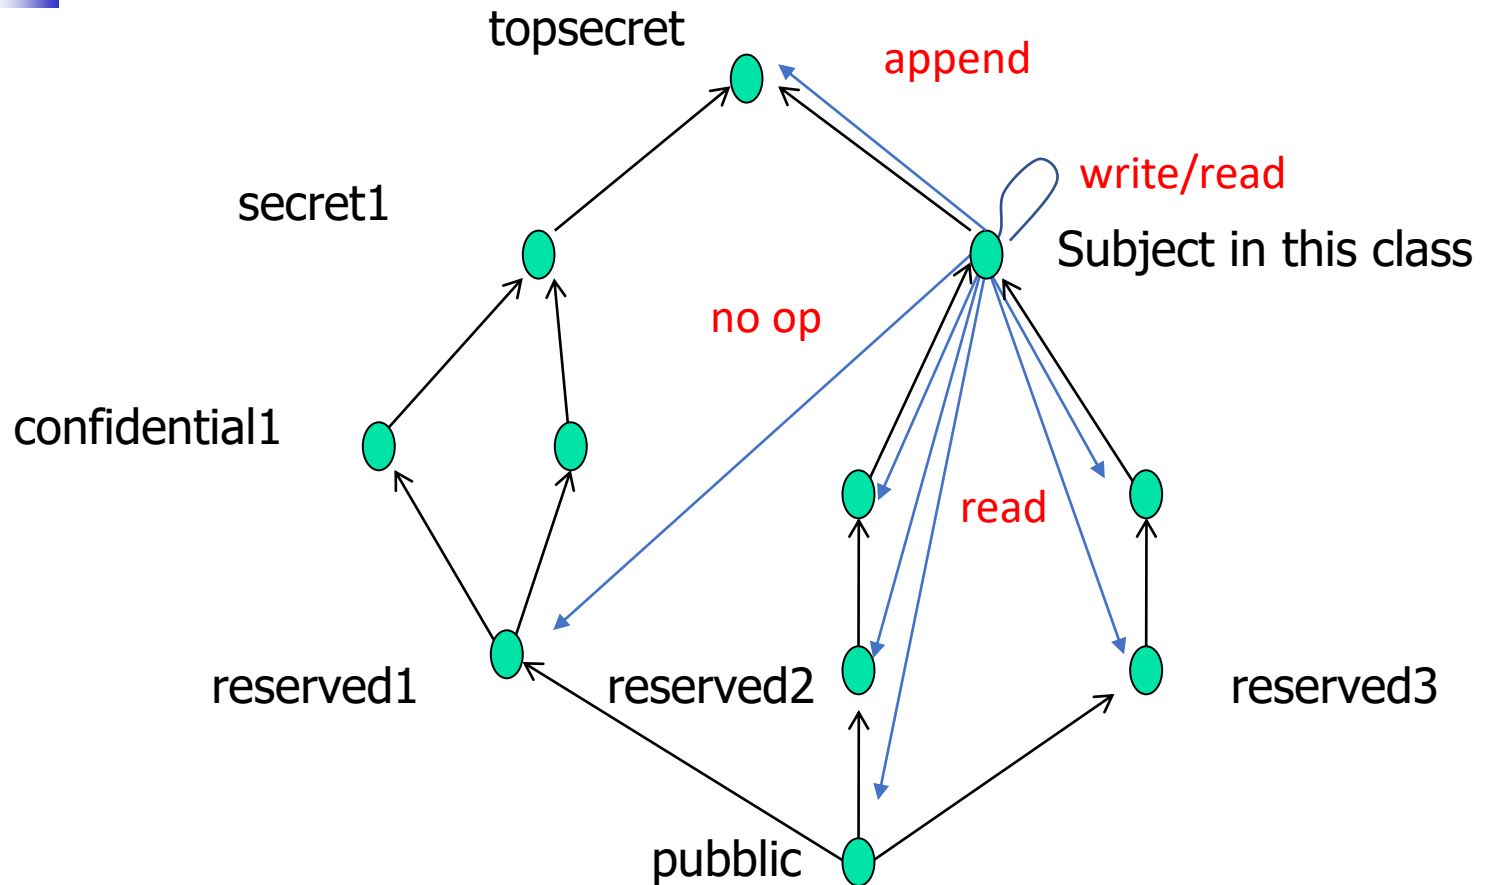 topsecret
append
write/read
secret1
Subject in this class
no op
confidential1
read
reserved1
reserved2
reserved3
pubblic